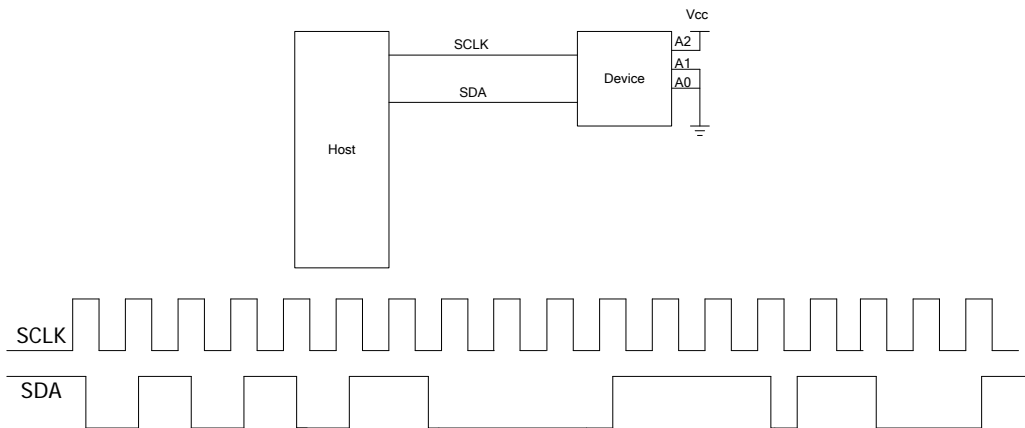 Vcc
SCLK
A2
A1
Device
A0
SDA
Host
SCLK
SDA